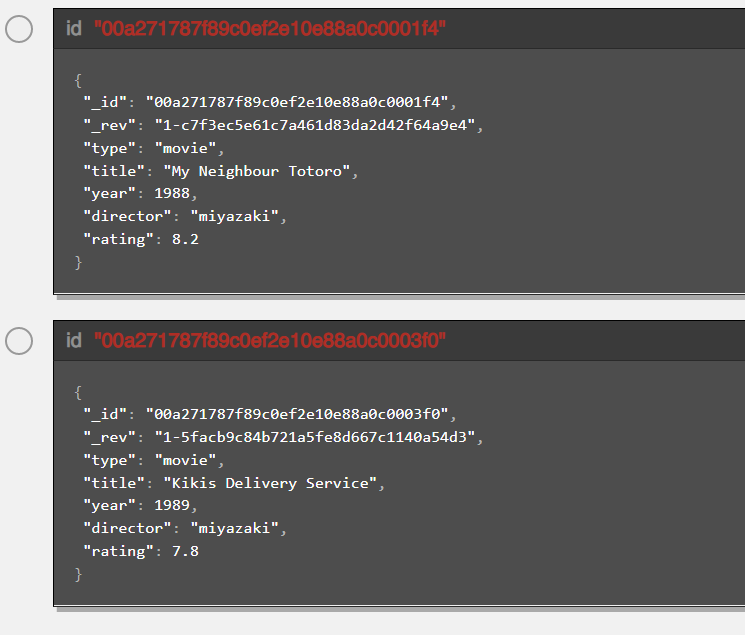 id "00a271787f89c0ef2e10e88a0c0001f4"
{
"_id": "00a271787f89c0ef2e10e88a0c0001f4",
"_rev": "1-c7f3ec5e61c7a461d83da2d42f64a9e4",
"type": "movie",
"title": "My Neighbour Totoro",
"year": 1988,
"director": "miyazaki",
"rating": 8.2
}
id "00a271787f89c0ef2e10e88a0c0003f0"
{
"_id": "00a271787f89c0ef2e10e88a0c0003f0",
"_rev": "1-5facb9c84b721a5fe8d667c1140a54d3",
"type": "movie",
"title": "Kikis Delivery Service",
"year": 1989,
"director": "miyazaki",
"rating": 7.8
}